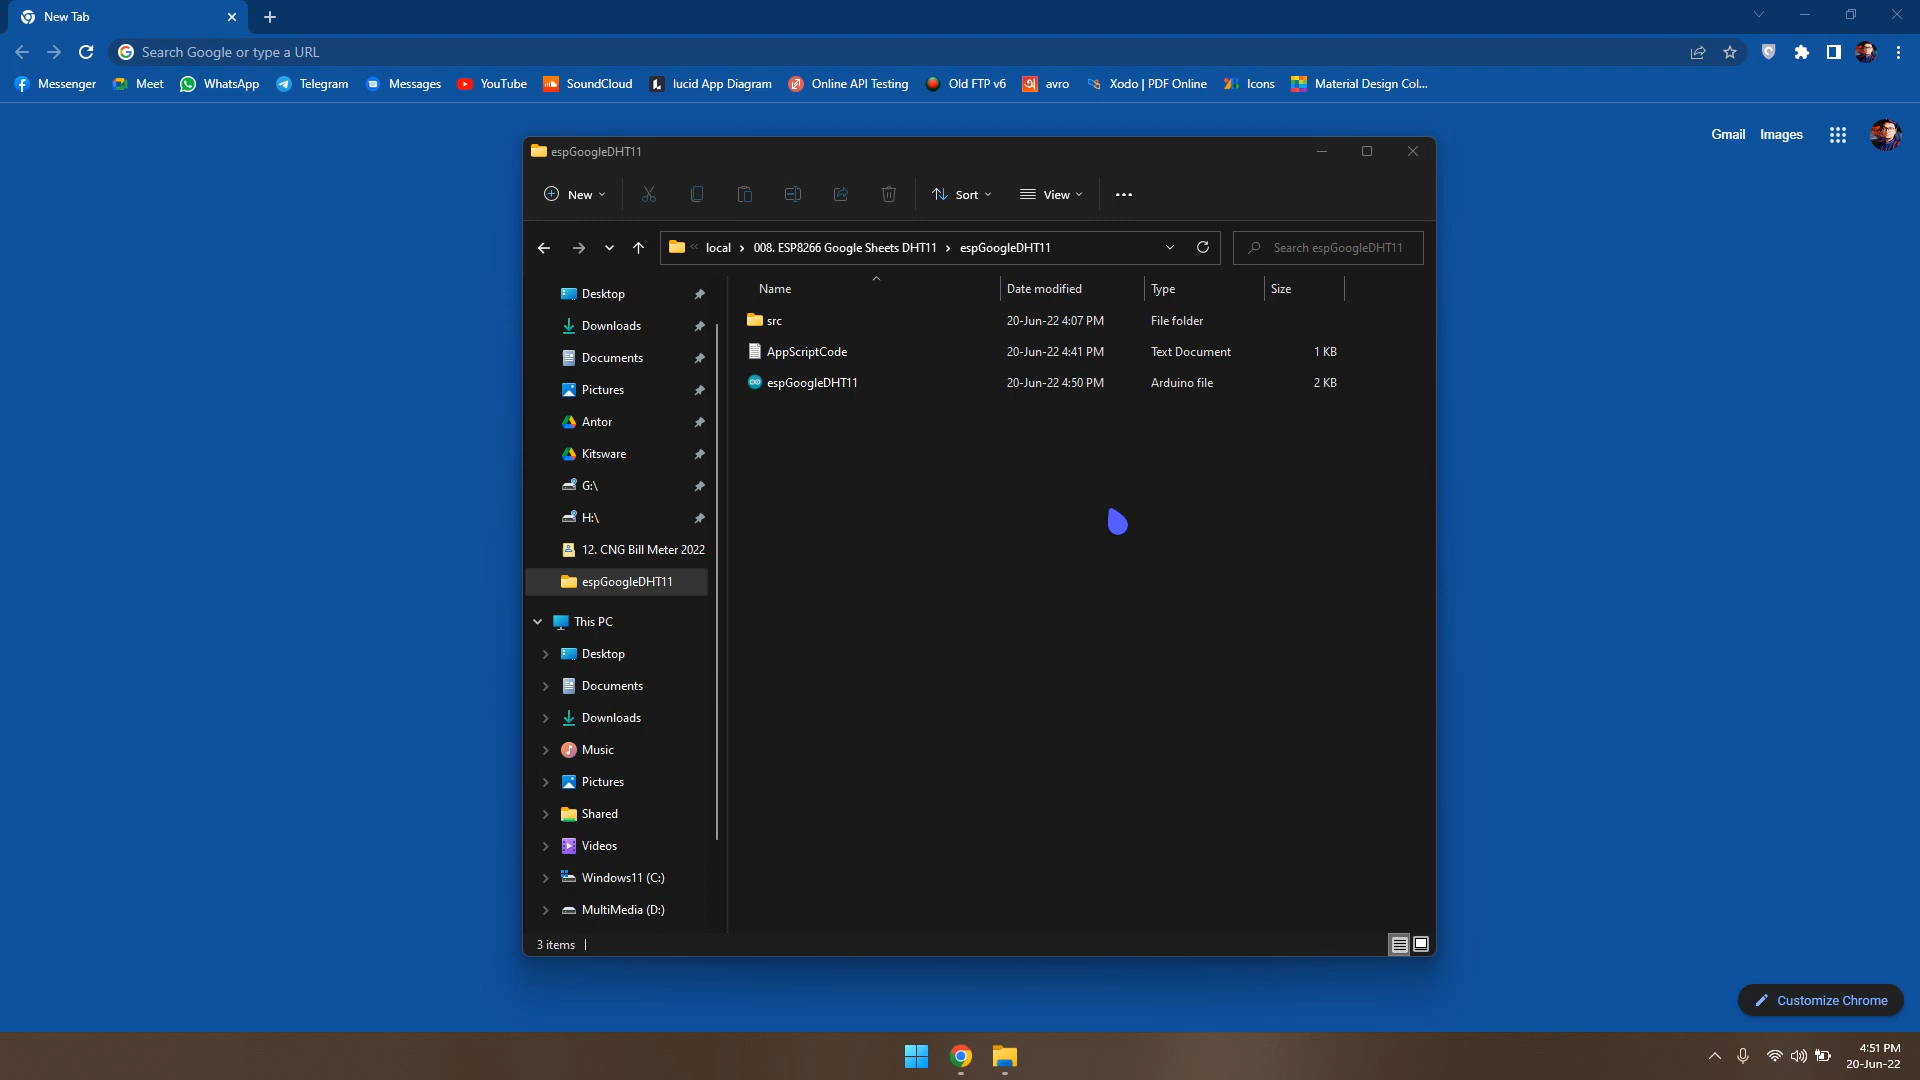 New Tab
Search Google or type a URL
Messenger Meet WhatsApp Telegram Messages YouTube SoundCloud lucid App Diagram Online API Testing Old FTP v6 avro Xodo | PDF Online Icons Material Design Col...
Gmail Images
espGoogleDHT11
New Sort View
local 008. ESP8266 Google Sheets DHT11 espGoogleDHT11 Search espGoogleDHT11
Name Date modified Type Size
src 20-Jun-22 4:07 PM File folder
AppScriptCode 20-Jun-22 4:41 PM Text Document 1 KB
espGoogleDHT11 20-Jun-22 4:50 PM Arduino file 2 KB
Desktop
Downloads
Documents
Pictures
Antor
Kitsware
G:\
H:\
12. CNG Bill Meter 2022
espGoogleDHT11
This PC
Desktop
Documents
Downloads
Music
Pictures
Shared
Videos
Windows11 (C:)
MultiMedia (D:)
3 items
Customize Chrome
4:51 PM
20-Jun-22